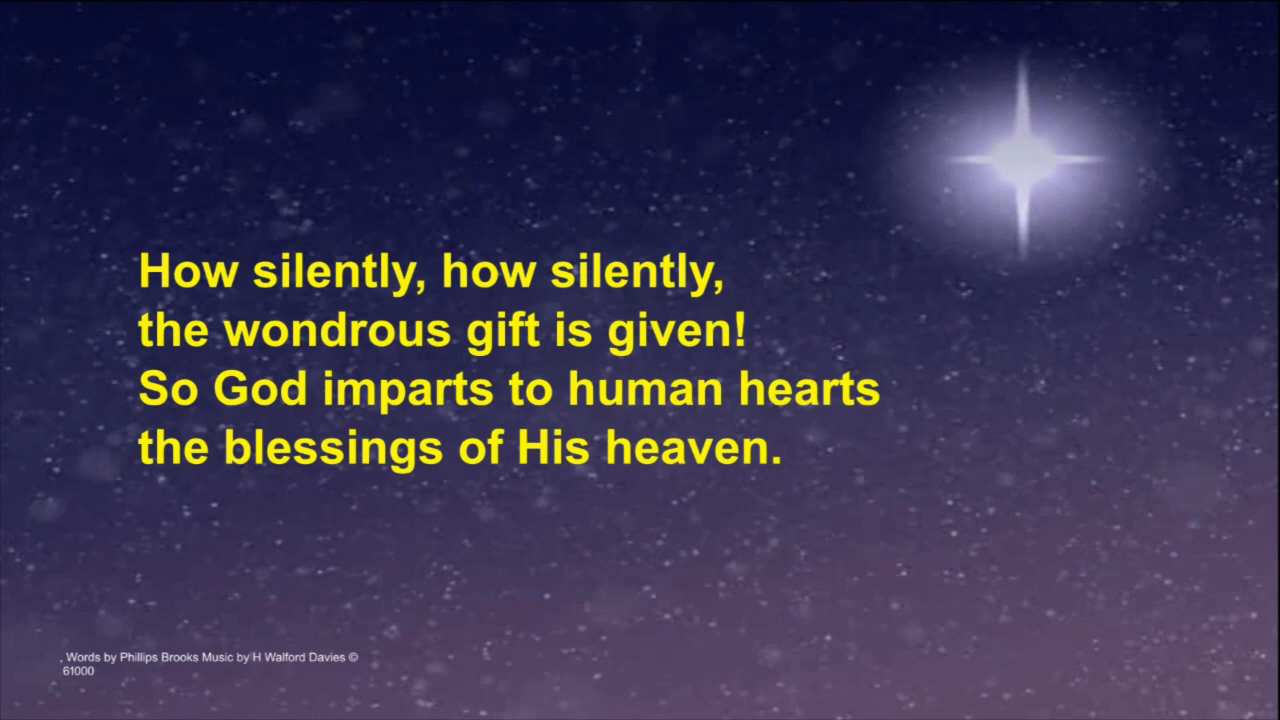 How silently, how silently,
the wondrous gift is given!
So God imparts to human hearts
the blessings of His heaven.
, Words by Phillips Brooks Music by H Walford Davies ©
61000